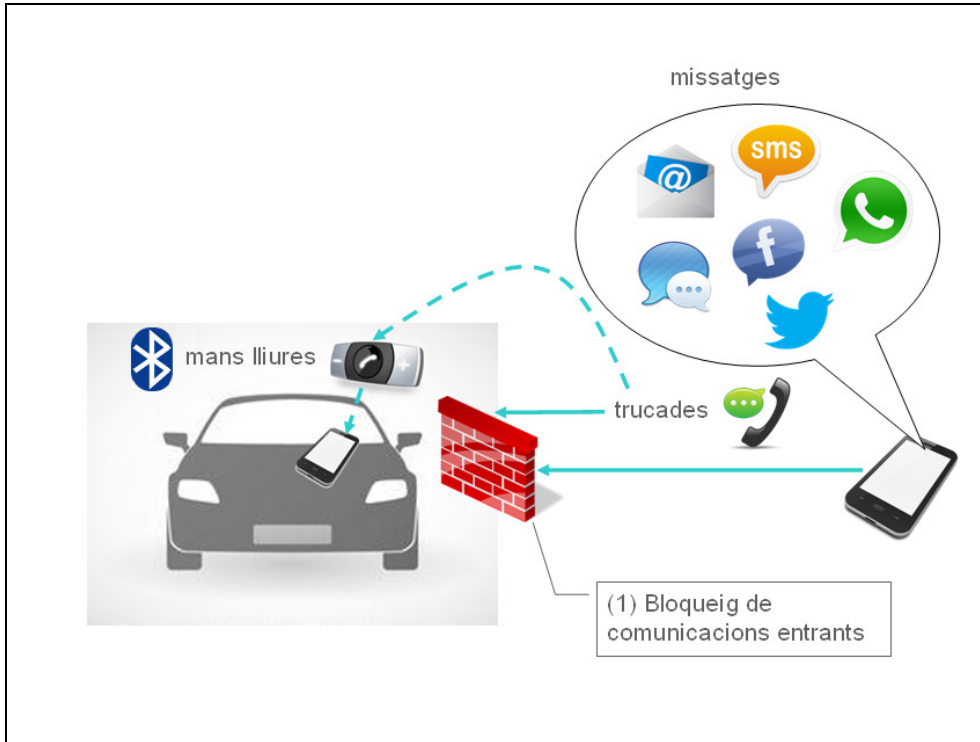 missatges
sms
@
f
mans lliures
trucades
(1) Bloqueig de
comunicacions entrants